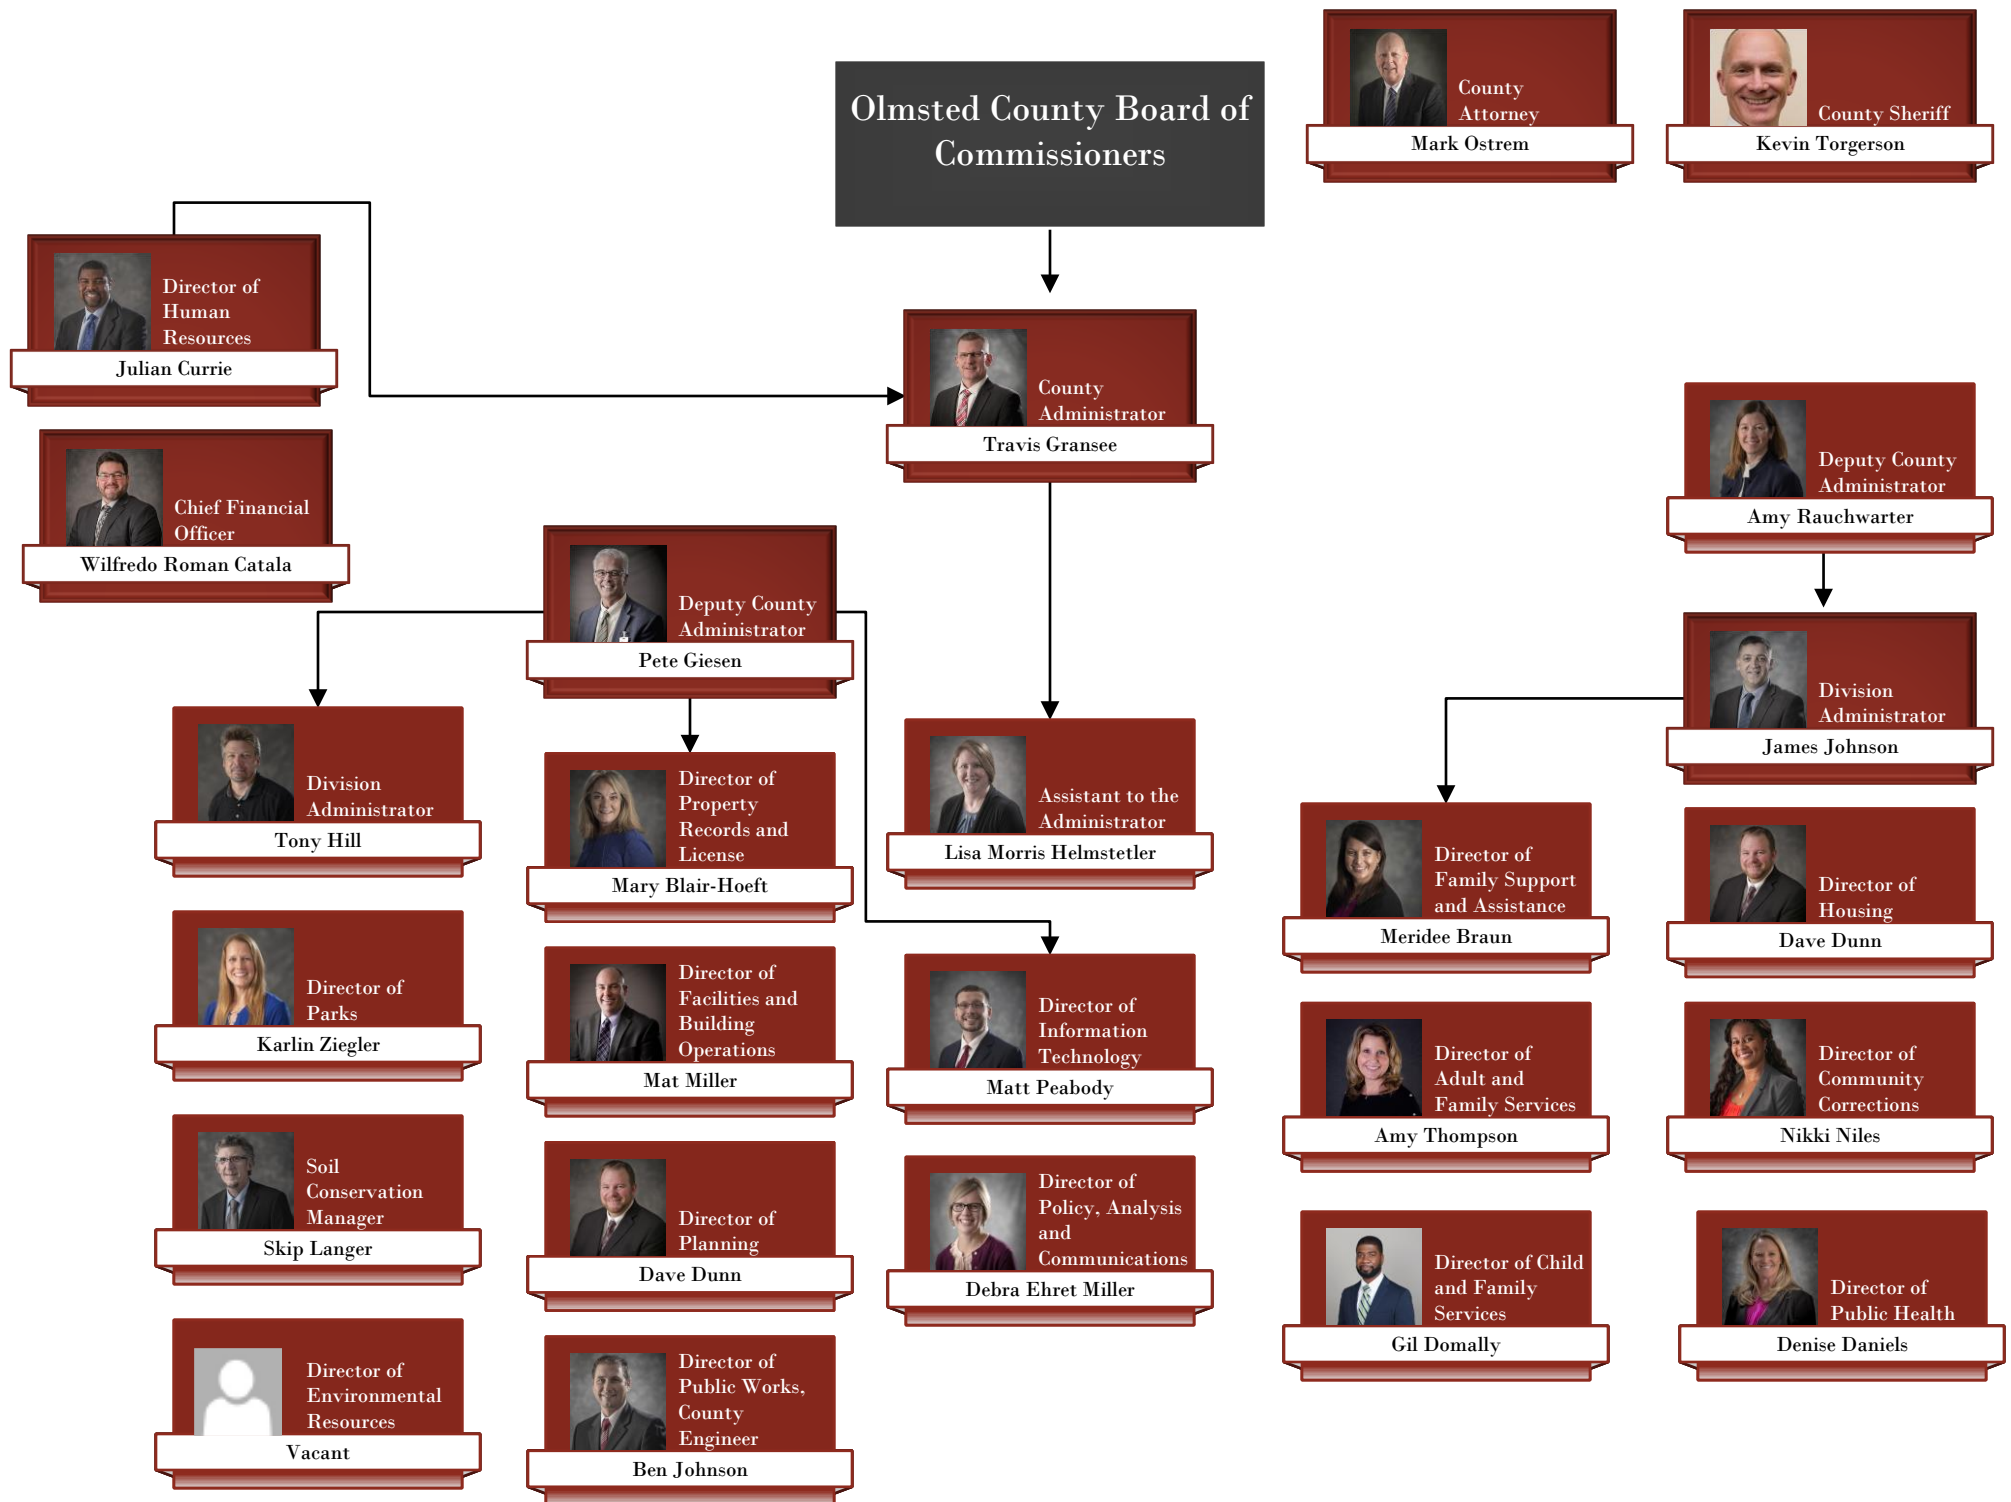 Olmsted County Board of
Commissioners
County
Attorney
Mark Ostrem
County Sheriff
Kevin Torgerson
Director of
Human
Resources
Julian Currie
County
Administrator
Travis Gransee
Chief Financial
Officer
Wilfredo Roman Catala
Deputy County
Administrator
Amy Rauchwarter
Deputy County
Administrator
Pete Giesen
Division
Administrator
James Johnson
Division
Administrator
Tony Hill
Director of
Property
Records and
License
Mary Blair-Hoeft
Assistant to the
Administrator
Lisa Morris Helmstetler
Director of
Family Support
and Assistance
Meridee Braun
Director of
Housing
Dave Dunn
Director of
Parks
Karlin Ziegler
Director of
Facilities and
Building
Operations
Mat Miller
Director of
Information
Technology
Matt Peabody
Director of
Adult and
Family Services
Amy Thompson
Director of
Community
Corrections
Nikki Niles
Soil
Conservation
Manager
Skip Langer
Director of
Planning
Dave Dunn
Director of
Policy, Analysis
and
Communications
Debra Ehret Miller
Director of Child
and Family
Services
Gil Domally
Director of
Public Health
Denise Daniels
Director of
Environmental
Resources
Vacant
Director of
Public Works,
County
Engineer
Ben Johnson